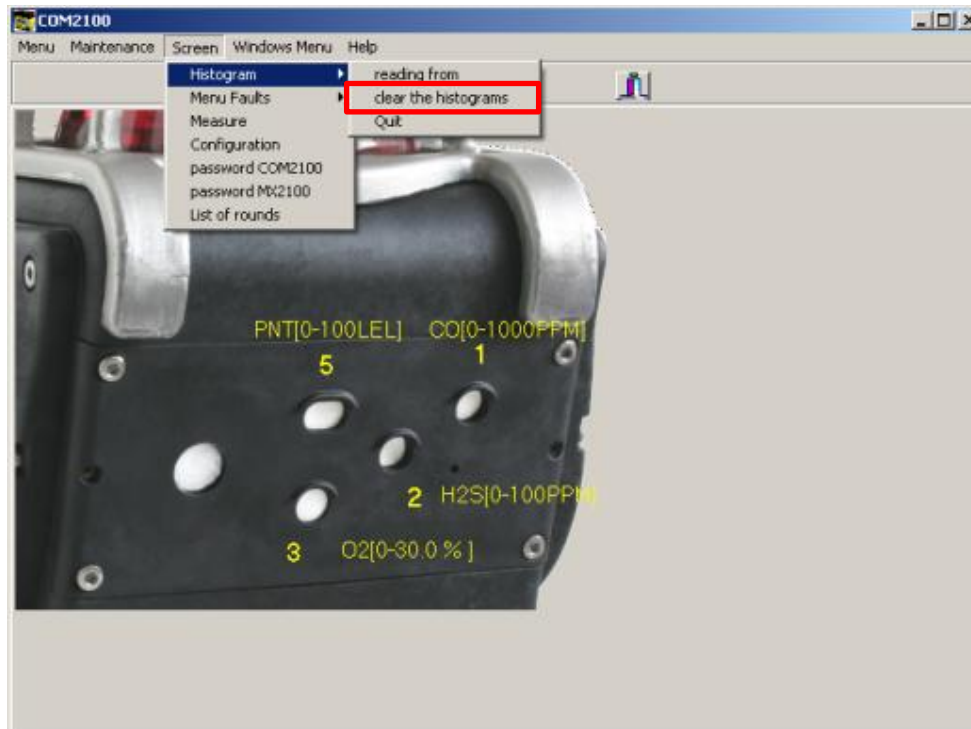 COM2100
Menu Maintenance Screen Windows Menu Help
Histogram
Menu Faults
Measure
Configuration
password COM2100
password MX2100
List of rounds
reading from
clear the histograms
Quit
PNT[0-100LEL] CO[0-1000PPM]
5
1
2 H2S[0-100PPM]
3 O2[0-30.0 % ]